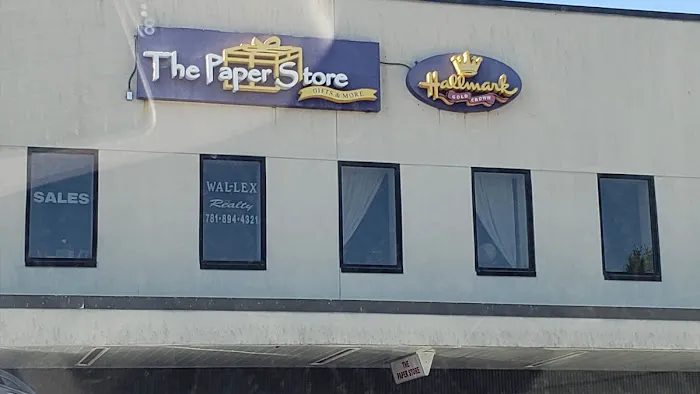 The Paper Store
GIFTS & MORE
Hallmark
GOLD CROWN
SALES
WAL-LEX
Realty
781-894-4321
THE
PAPER STORE